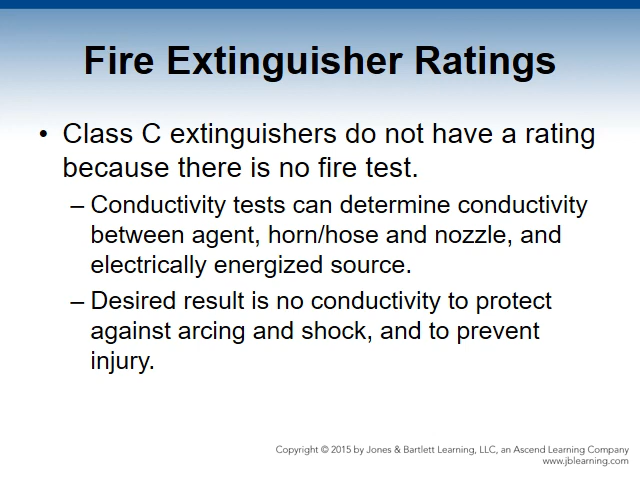 Fire Extinguisher Ratings
• Class C extinguishers do not have a rating
because there is no fire test.
– Conductivity tests can determine conductivity
between agent, horn/hose and nozzle, and
electrically energized source.
– Desired result is no conductivity to protect
against arcing and shock, and to prevent
injury.
Copyright © 2015 by Jones & Bartlett Learning, LLC, an Ascend Learning Company
www.jblearning.com